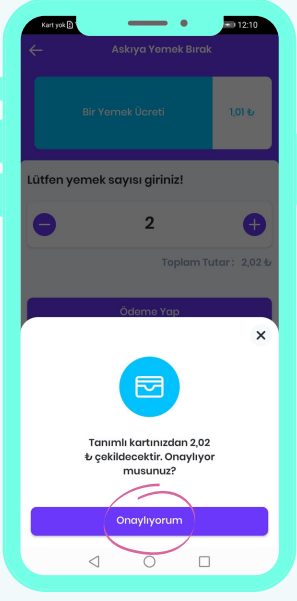 Kart yok
12:10
Askıya Yemek Bırak
Bir Yemek Ücreti
1,01 ₺
Lütfen yemek sayısı giriniz!
2
Toplam Tutar : 2,02 ₺
Ödeme Yap
Tanımlı kartınızdan 2,02
₺ çekilecektir. Onaylıyor
musunuz?
Onaylıyorum